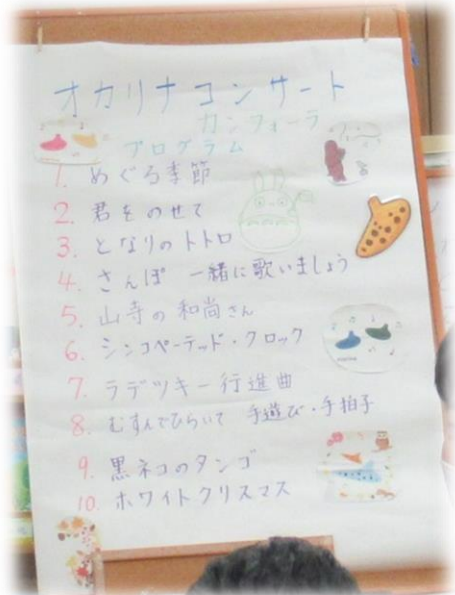 オカリナコンサート
カンフォーラ
プログラム
1. めぐる季節
2. 君をのせて
3. となりのトトロ
4. さんぽ 一緒に歌いましょう
5. 山寺の和尚さん
6. シンコペーテッド・クロック
7. ラデツキー行進曲
8. むすんでひらいて 手遊び・手拍子
9. 黒ネコのタンゴ
10. ホワイトクリスマス